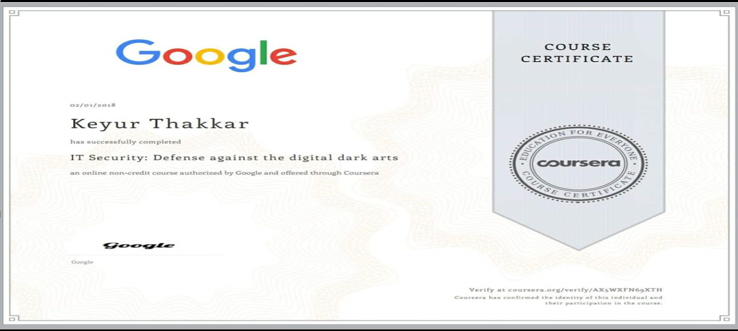 Google
COURSE
CERTIFICATE
02/01/2018
Keyur Thakkar
has successfully completed
IT Security: Defense against the digital dark arts
an online non-credit course authorized by Google and offered through Coursera
EDUCATION FOR EVERYONE
coursera
COURSE CERTIFICATE
Google
Google
Verify at coursera.org/verify/AX5WXFN69XTH
Coursera has confirmed the identity of this individual and
their participation in the course.